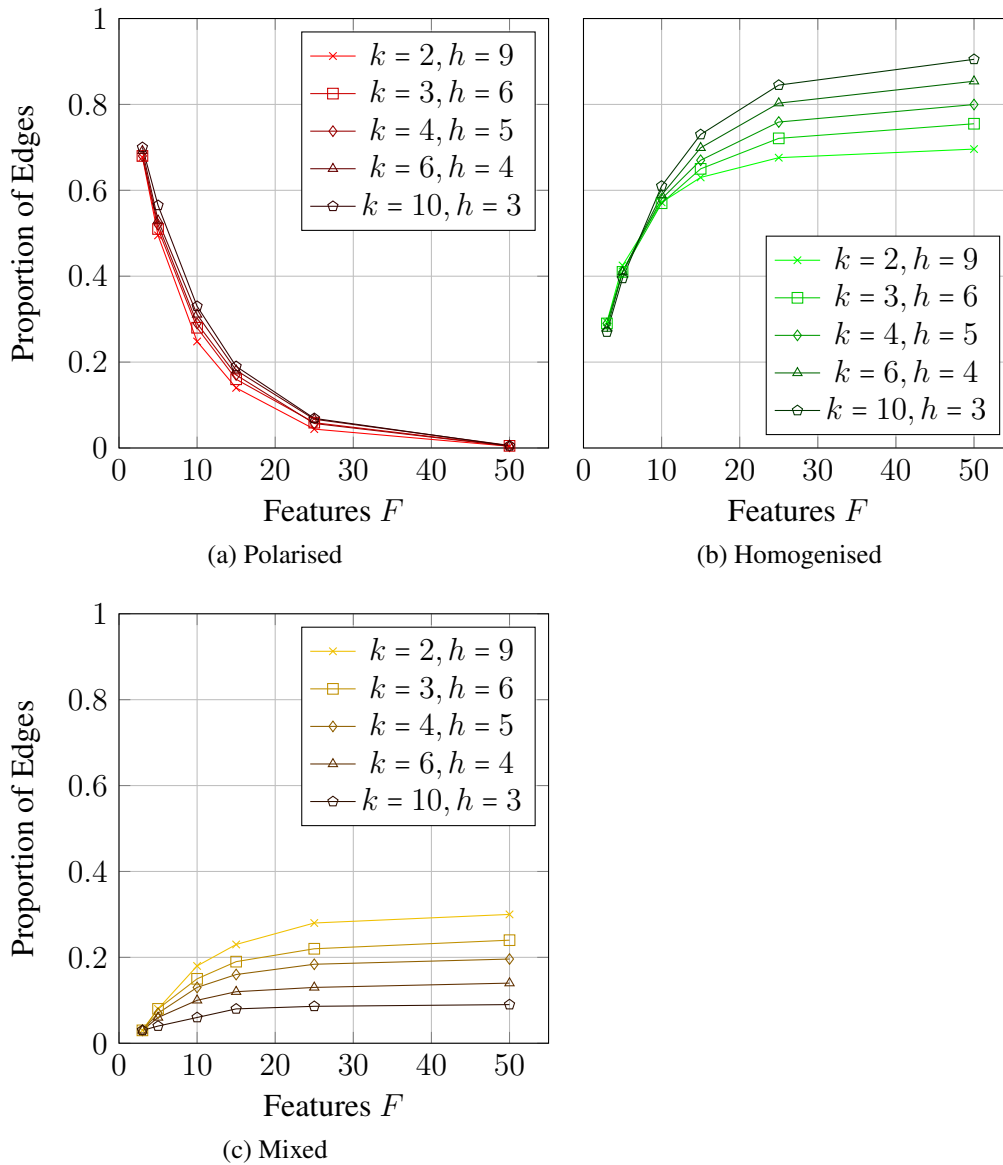 1
0.8
0.6
0.4
0.2
0
Proportion of Edges
k = 2, h = 9
k = 3, h = 6
k = 4, h = 5
k = 6, h = 4
k = 10, h = 3
0 10 20 30 40 50
Features F
(a) Polarised
k = 2, h = 9
k = 3, h = 6
k = 4, h = 5
k = 6, h = 4
k = 10, h = 3
0 10 20 30 40 50
Features F
(b) Homogenised
1
0.8
0.6
0.4
0.2
0
Proportion of Edges
k = 2, h = 9
k = 3, h = 6
k = 4, h = 5
k = 6, h = 4
k = 10, h = 3
0 10 20 30 40 50
Features F
(c) Mixed